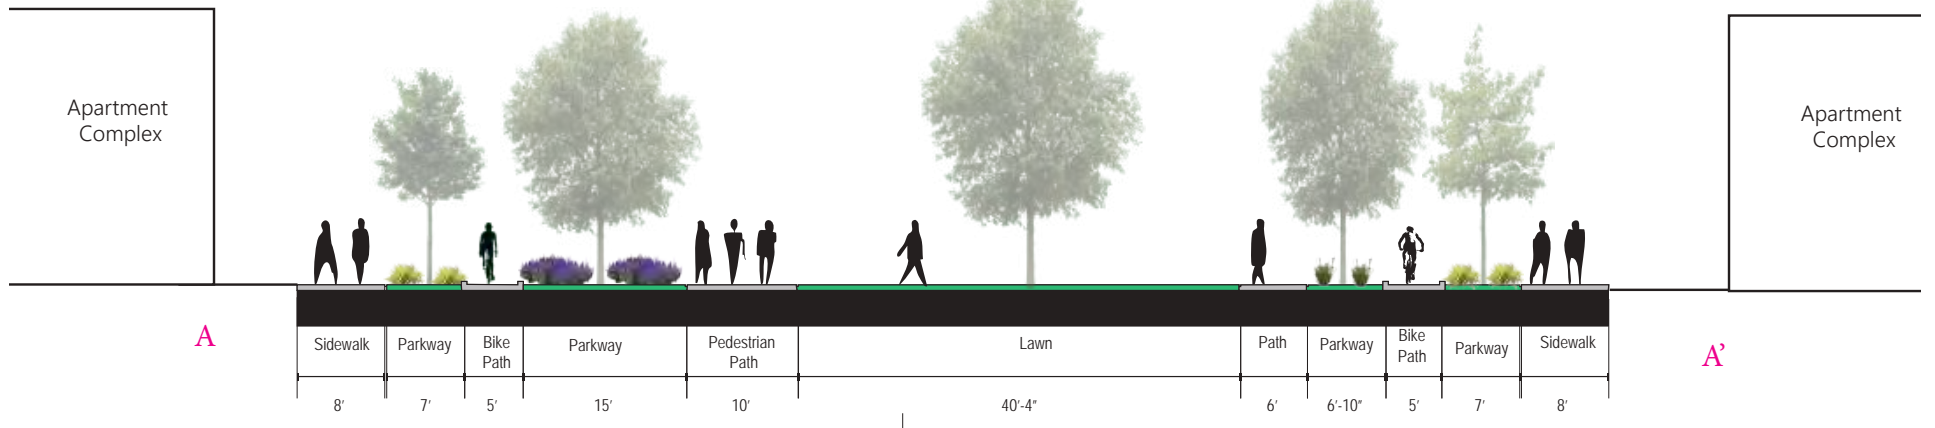 Apartment
Complex
Apartment
Complex
A
A’
Sidewalk
Parkway
Bike
Path
Parkway
Pedestrian
Path
Lawn
Path
Parkway
Bike
Path
Parkway
Sidewalk
8'
7'
5'
15'
10'
40'-4"
6'
6'-10"
5'
7'
8'